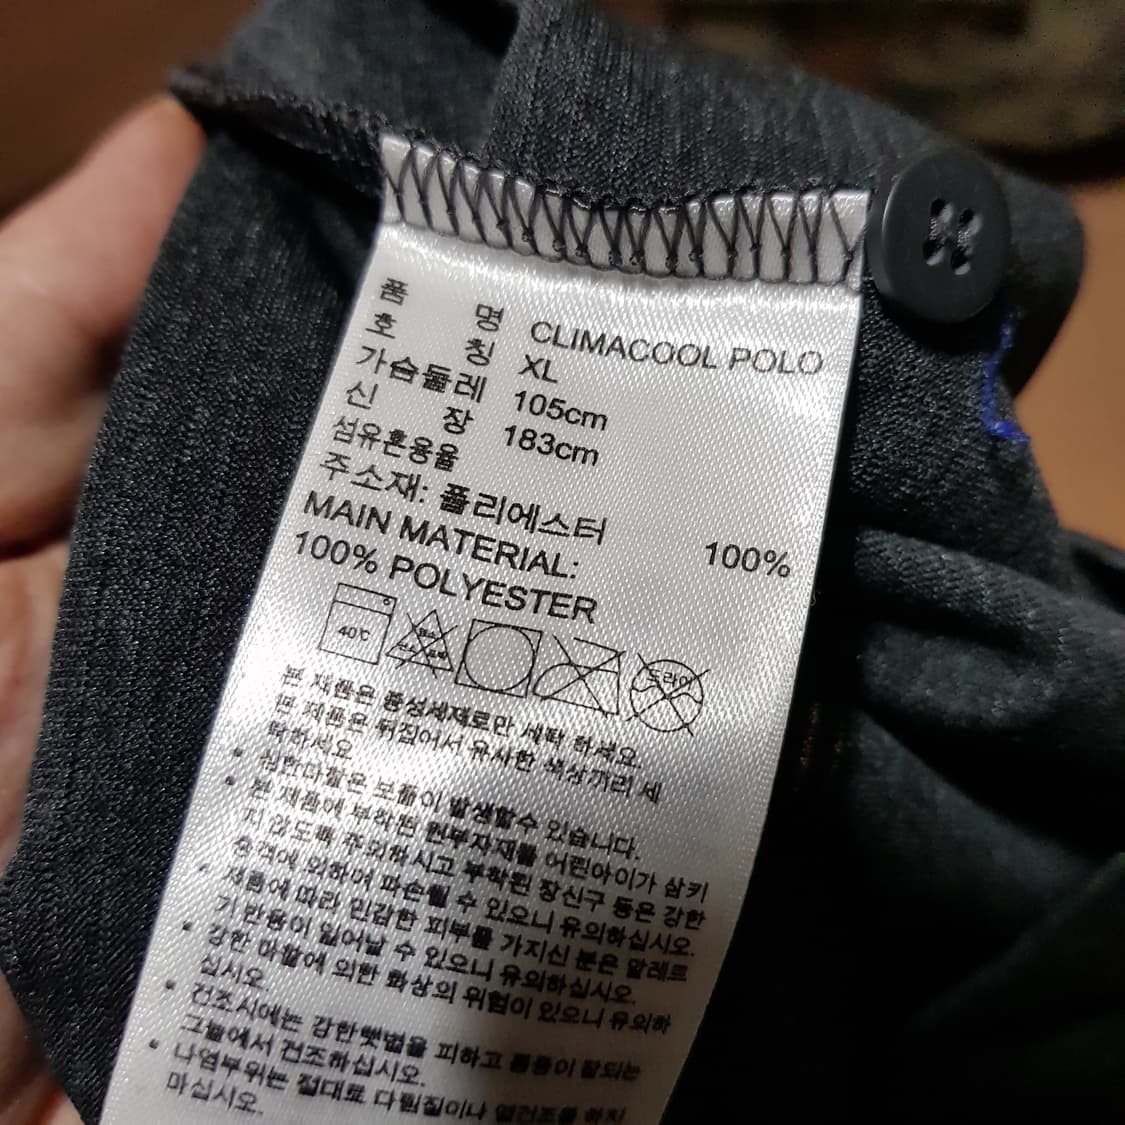 품 명 CLIMACOOL POLO
호 칭 XL
가슴둘레 105cm
신 장 183cm
섬유혼용율
주소재: 폴리에스터 100%
MAIN MATERIAL:
100% POLYESTER
40℃ 드라이
본 제품은 중성세제로만 세탁 하세요.
본 제품은 뒤집어서 유사한 색상끼리 세
탁하세요.
• 심한마찰은 보풀이 발생할수 있습니다.
• 본 제품에 부착된 원부자재를 어린아이가 삼키
지 않도록 주의하시고 부착된 장신구 등은 강한
충격에 의하여 파손될 수 있으니 유의하십시오.
• 제품에 따라 민감한 피부를 가지신 분은 알레르
기 반응이 일어날 수 있으니 유의하십시오.
• 강한 마찰에 의한 화상의 위험이 있으니 유의하
십시오.
• 건조시에는 강한햇볕을 피하고 통풍이 잘되는
그늘에서 건조하십시오.
• 나염부위는 절대로 다림질이나 열건조를 하지
마십시오.